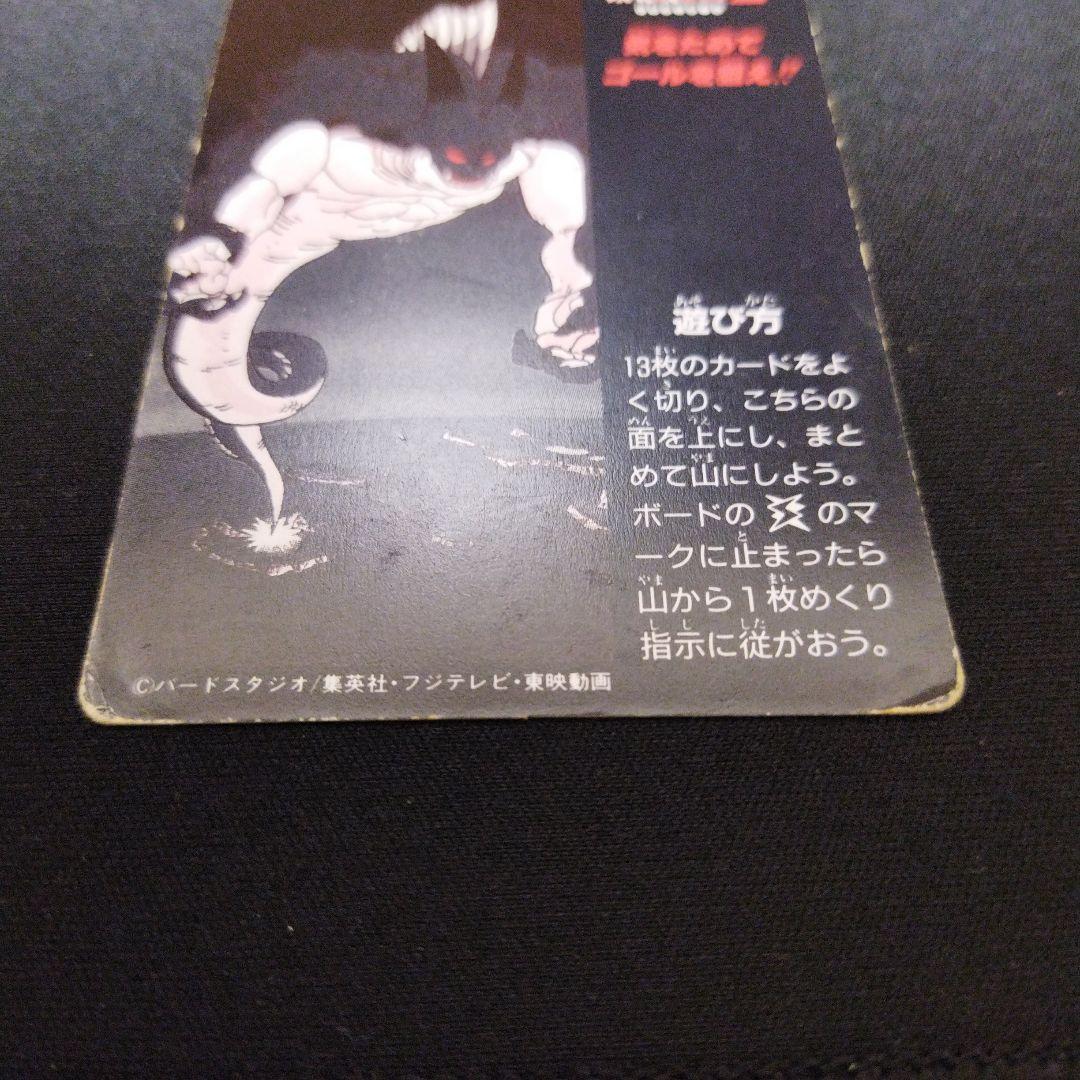 ゴールを狙え!!
遊び方
13枚のカードをよ
く切り、こちらの
面を上にし、まと
めて山にしよう。
ボードの のマ
ークに止まったら
山から1枚めくり
指示に従がおう。
©バードスタジオ/集英社・フジテレビ・東映動画